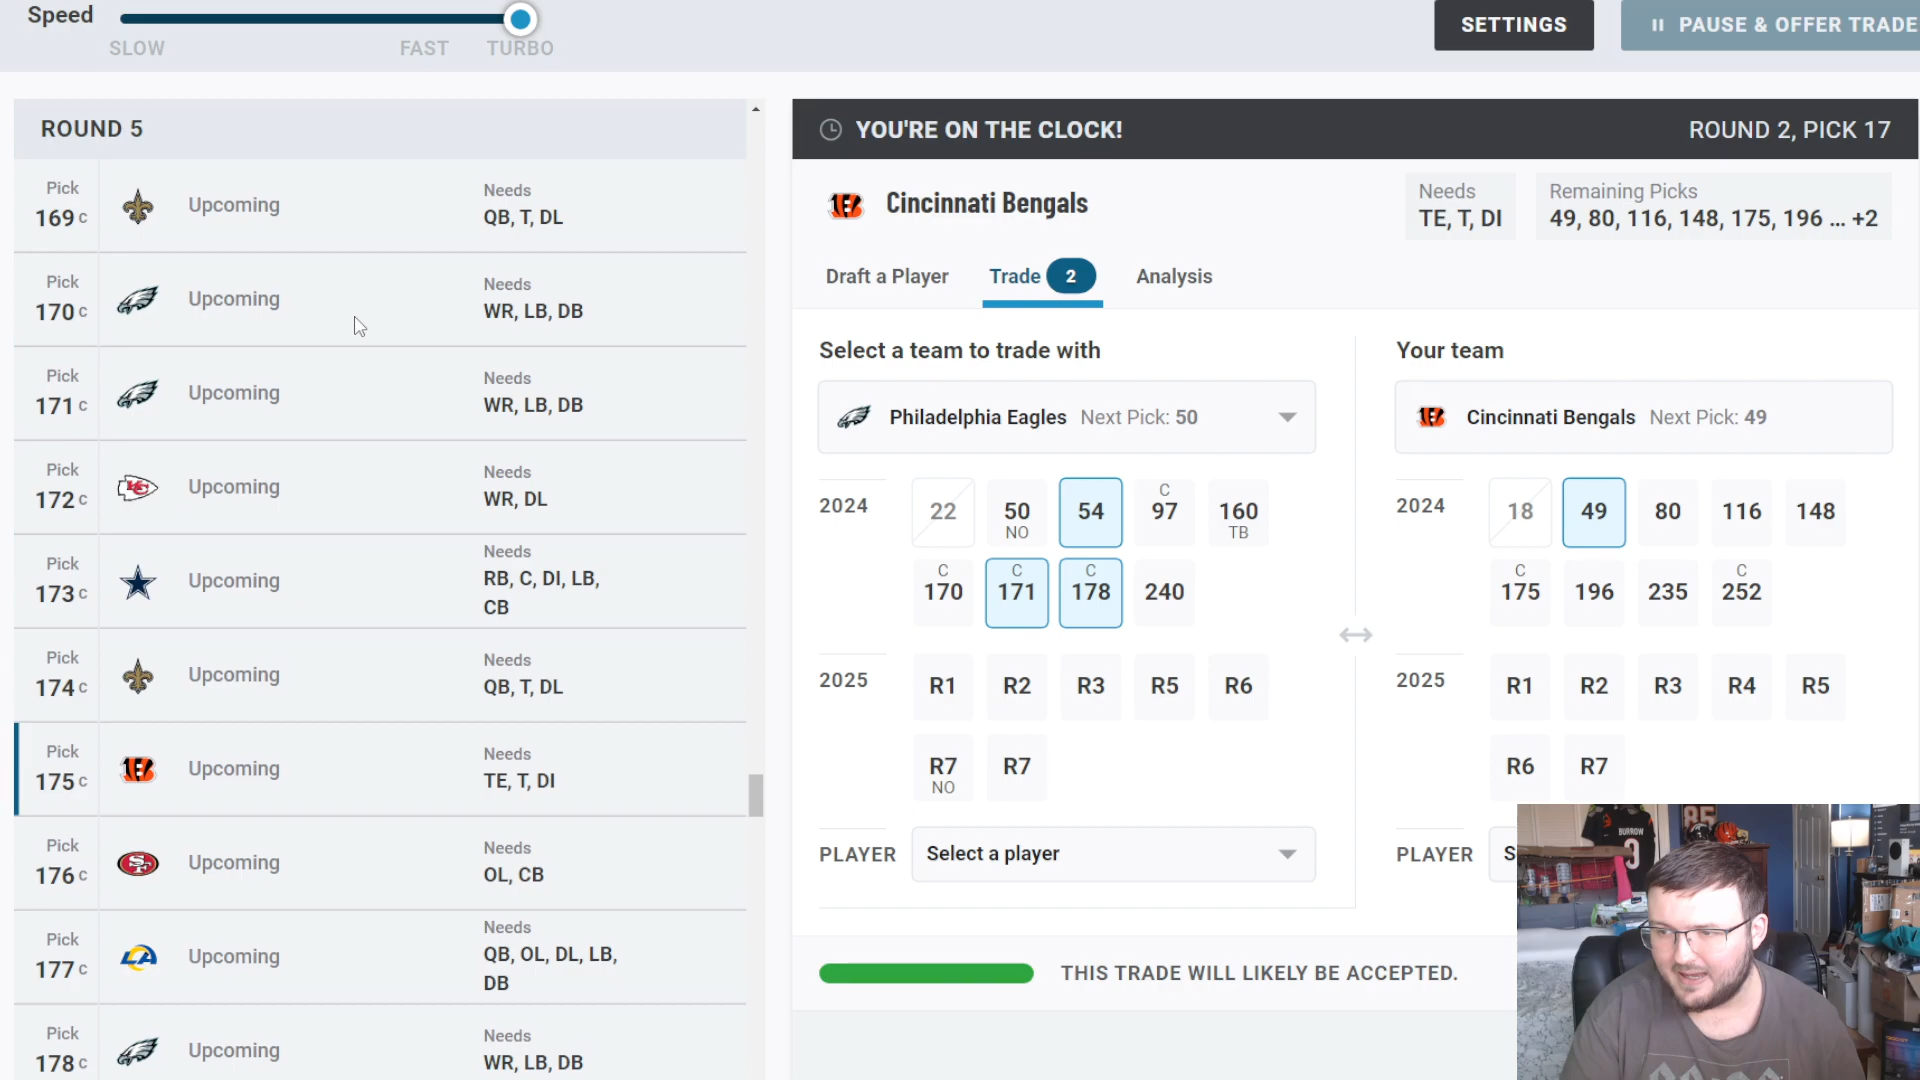 Speed
SLOW FAST TURBO
SETTINGS
PAUSE & OFFER TRADE
ROUND 5
Pick 169 c Upcoming Needs QB, T, DL
Pick 170 c Upcoming Needs WR, LB, DB
Pick 171 c Upcoming Needs WR, LB, DB
Pick 172 c Upcoming Needs WR, DL
Pick 173 c Upcoming Needs RB, C, DI, LB,
CB
Pick 174 c Upcoming Needs QB, T, DL
Pick 175 c Upcoming Needs TE, T, DI
Pick 176 c Upcoming Needs OL, CB
Pick 177 c Upcoming Needs QB, OL, DL, LB,
DB
Pick 178 c Upcoming Needs WR, LB, DB
YOU'RE ON THE CLOCK! ROUND 2, PICK 17
Cincinnati Bengals
Needs
TE, T, DI
Remaining Picks
49, 80, 116, 148, 175, 196 ... +2
Draft a Player Trade 2 Analysis
Select a team to trade with
Philadelphia Eagles Next Pick: 50
2024 22 50 NO 54 C 97 160 TB
C 170 C 171 C 178 240
2025 R1 R2 R3 R5 R6
R7 NO R7
PLAYER Select a player
Your team
Cincinnati Bengals Next Pick: 49
2024 18 49 80 116 148
C 175 196 235 C 252
2025 R1 R2 R3 R4 R5
R6 R7
PLAYER S
THIS TRADE WILL LIKELY BE ACCEPTED.
BURROW
9
85